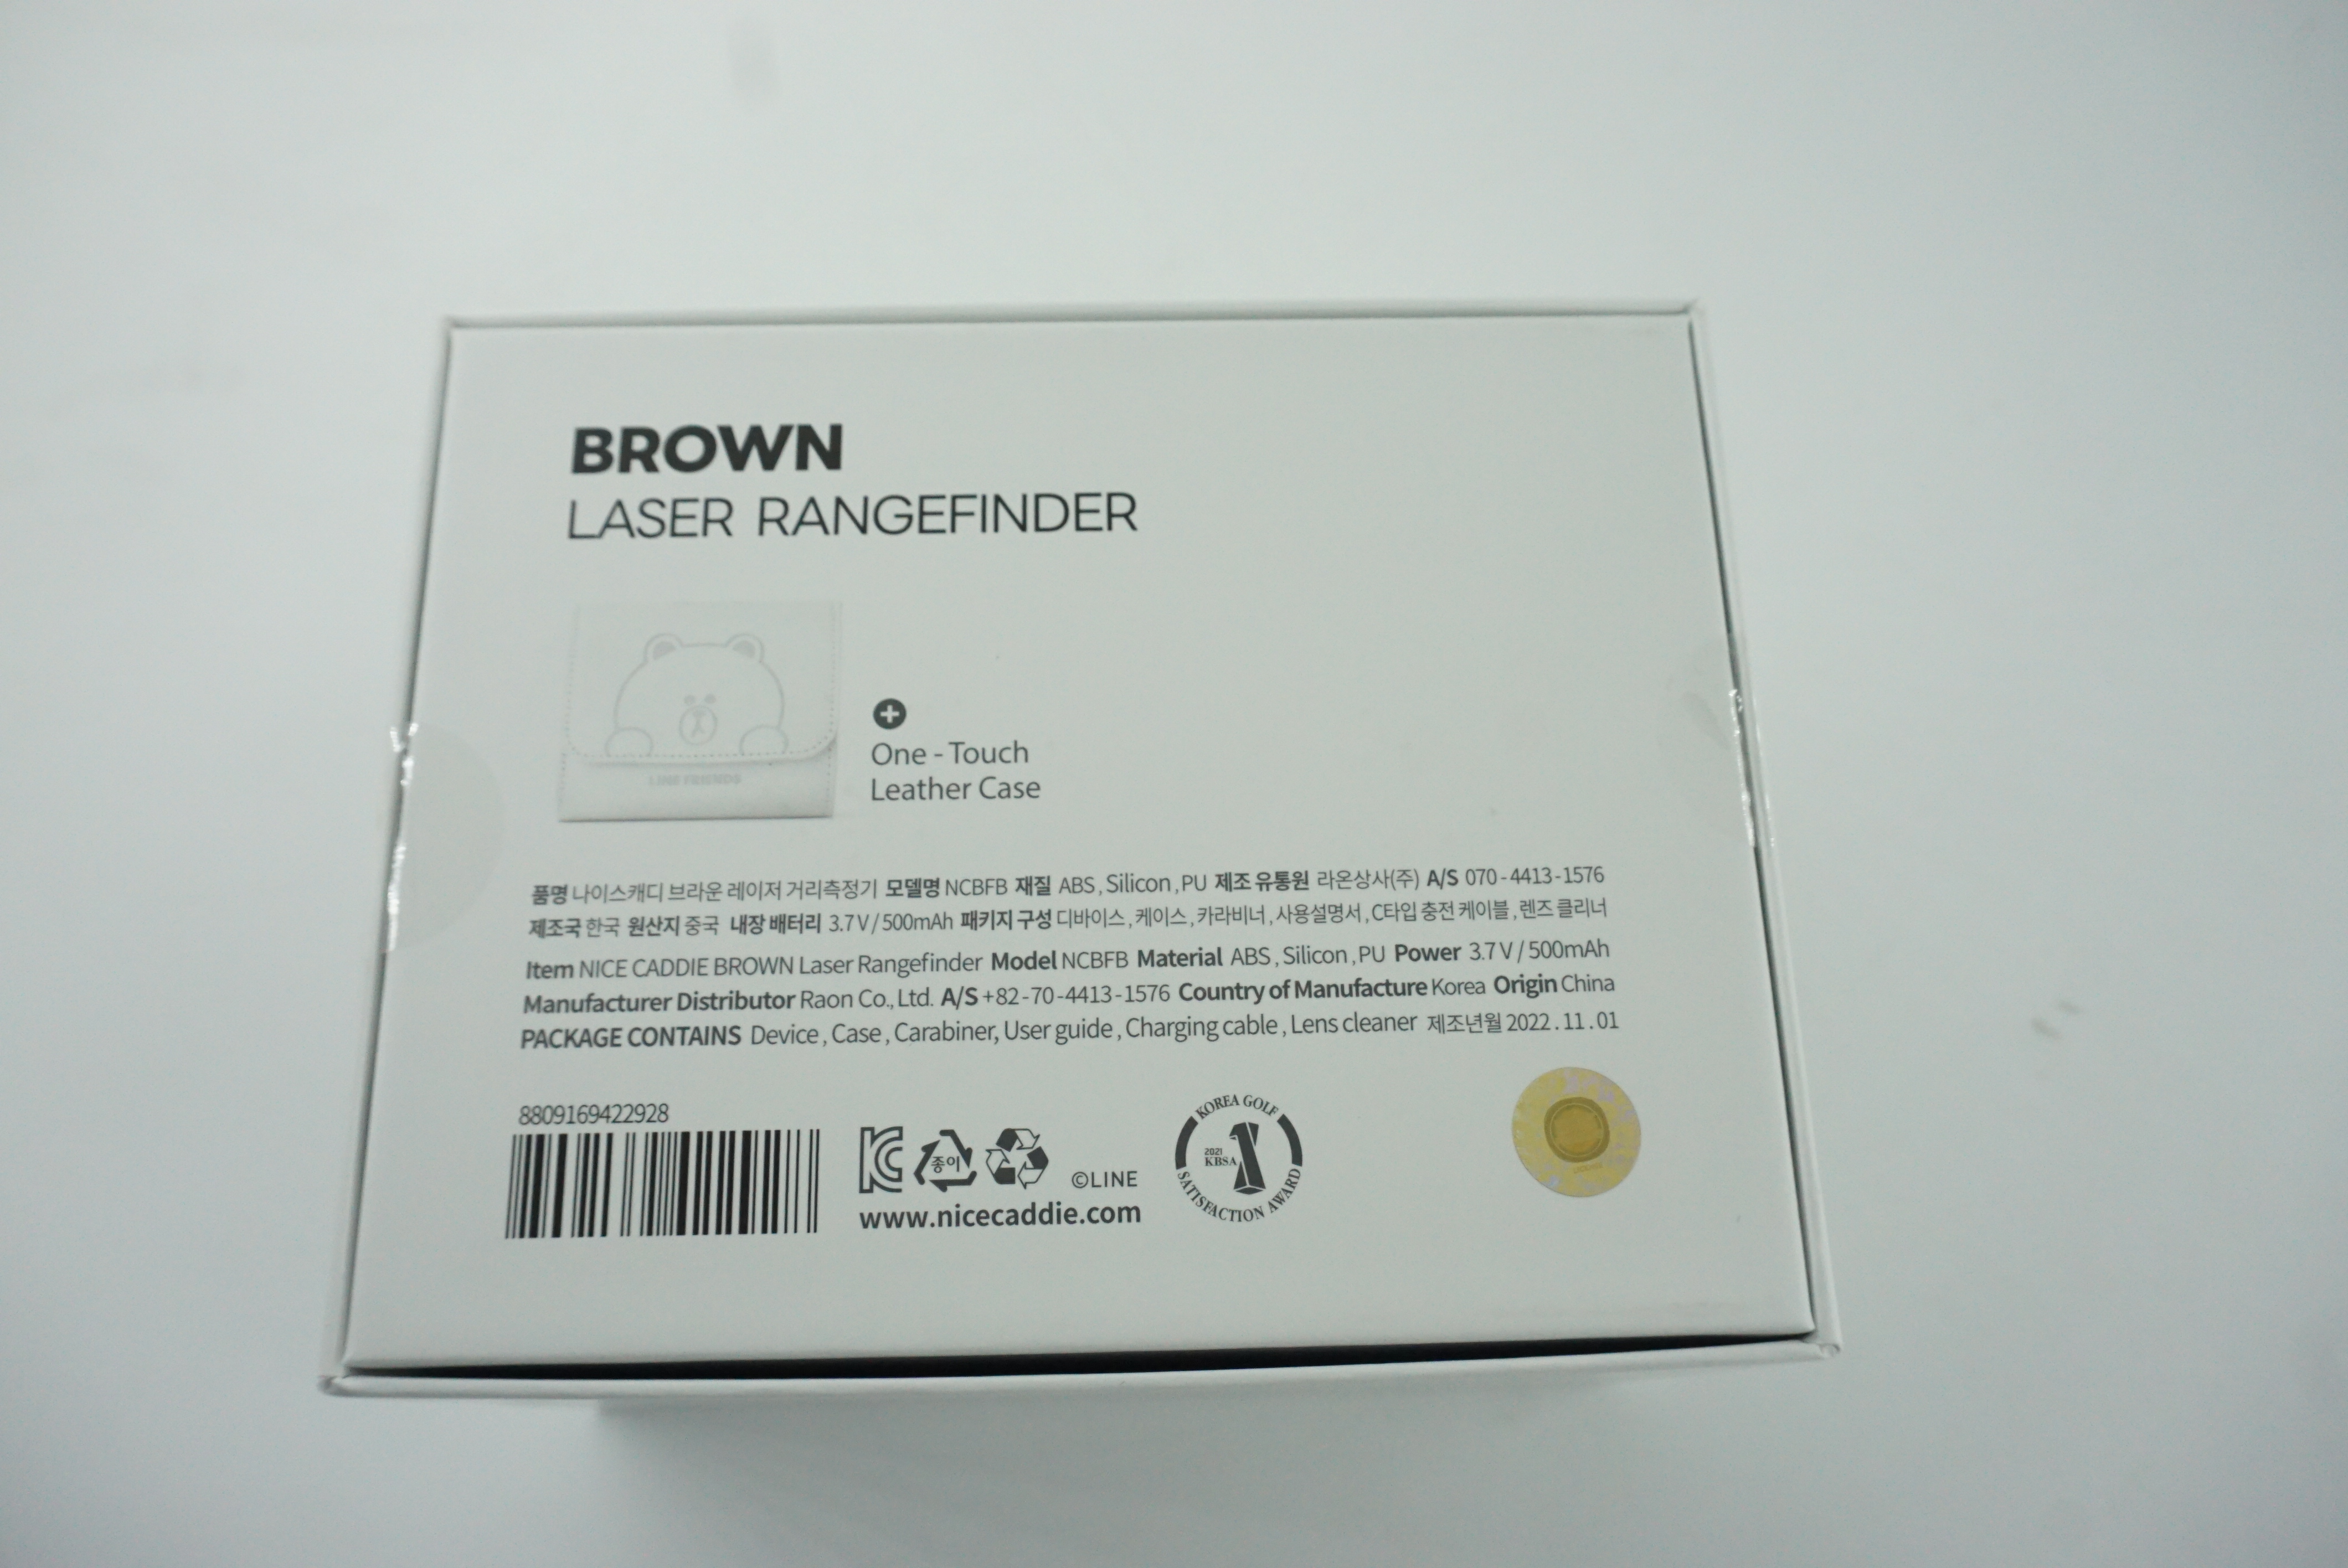 BROWN
LASER RANGEFINDER
LINE FRIENDS
One - Touch
Leather Case
품명 나이스캐디 브라운 레이저 거리측정기 모델명 NCBFB 재질 ABS, Silicon, PU 제조 유통원 라온상사(주) A/S 070-4413-1576
제조국 한국 원산지 중국 내장 배터리 3.7V/500mAh 패키지 구성 디바이스, 케이스, 카라비너, 사용설명서, C타입 충전 케이블, 렌즈 클리너
Item NICE CADDIE BROWN Laser Rangefinder Model NCBFB Material ABS, Silicon, PU Power 3.7V/500mAh
Manufacturer Distributor Raon Co., Ltd. A/S +82-70-4413-1576 Country of Manufacture Korea Origin China
PACKAGE CONTAINS Device, Case, Carabiner, User guide, Charging cable, Lens cleaner 제조년월 2022.11.01
8809169422928
종이
©LINE
www.nicecaddie.com
KOREA GOLF
2021
KBSA
SATISFACTION AWARD